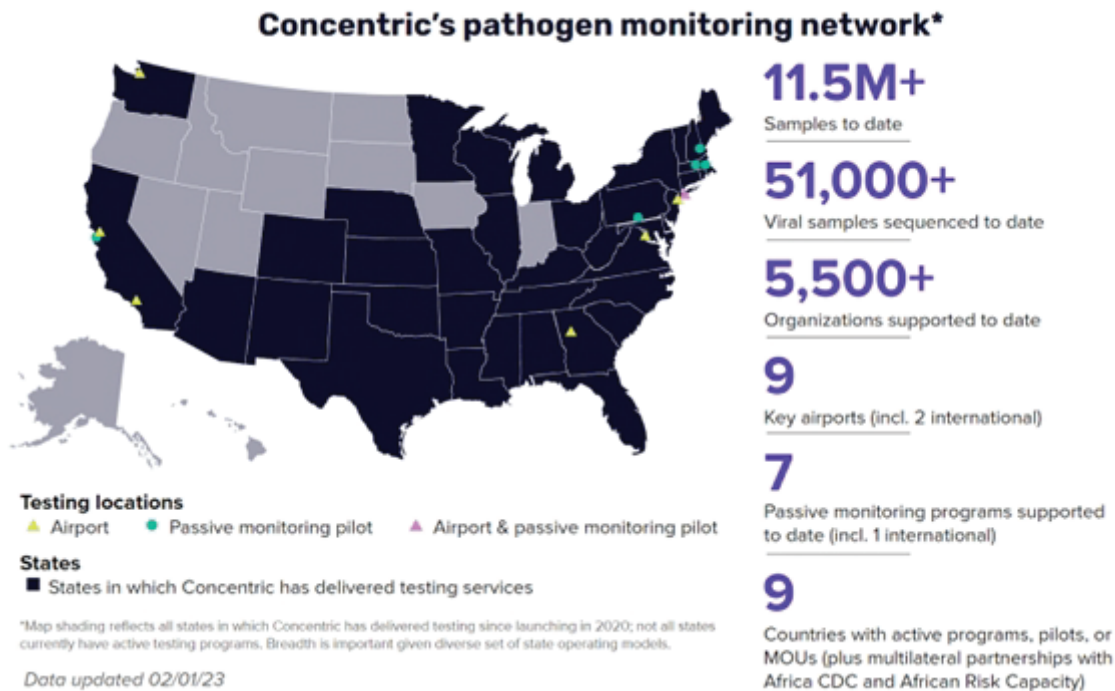 Concentric's pathogen monitoring network*
11.5M+
Samples to date
51,000+
Viral samples sequenced to date
5,500+
Organizations supported to date
9
Key airports (incl. 2 international)
7
Passive monitoring programs supported
to date (incl. 1 international)
9
Countries with active programs, pilots, or
MOUs (plus multilateral partnerships with
Africa CDC and African Risk Capacity)
Testing locations
Airport
Passive monitoring pilot
Airport & passive monitoring pilot
States
States in which Concentric has delivered testing services
*Map shading reflects all states in which Concentric has delivered testing since launching in 2020; not all states
currently have active testing programs. Breadth is important given diverse set of state operating models.
Data updated 02/01/23